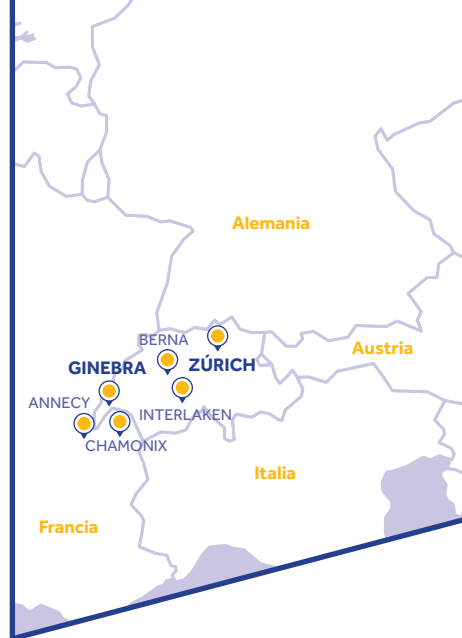 Alemania
BERNA
Austria
GINEBRA
ZÚRICH
ANNECY
INTERLAKEN
CHAMONIX
Italia
Francia